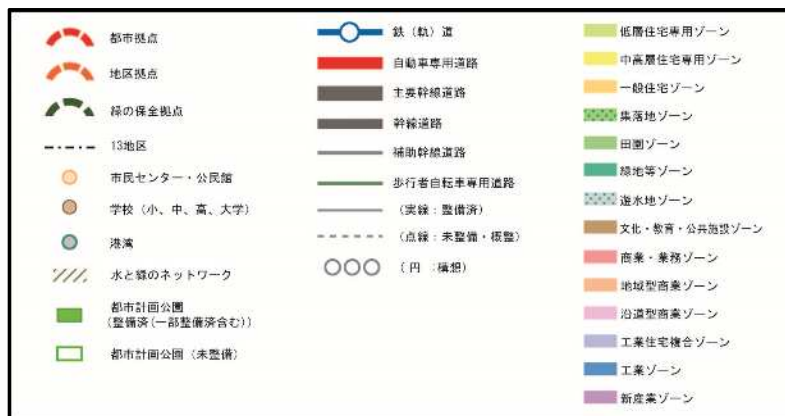 都市拠点
地区拠点
緑の保全拠点
13地区
市民センター・公民館
学校（小、中、高、大学）
港湾
水と緑のネットワーク
都市計画公園
（整備済（一部整備済含む））
都市計画公園（未整備）
鉄（軌）道
自動車専用道路
主要幹線道路
幹線道路
補助幹線道路
歩行者自転車専用道路
（実線：整備済）
（点線：未整備・概整）
（円　：構想）
低層住宅専用ゾーン
中高層住宅専用ゾーン
一般住宅ゾーン
集落地ゾーン
田園ゾーン
緑地等ゾーン
遊水地ゾーン
文化・教育・公共施設ゾーン
商業・業務ゾーン
地域型商業ゾーン
沿道型商業ゾーン
工業住宅複合ゾーン
工業ゾーン
新産業ゾーン